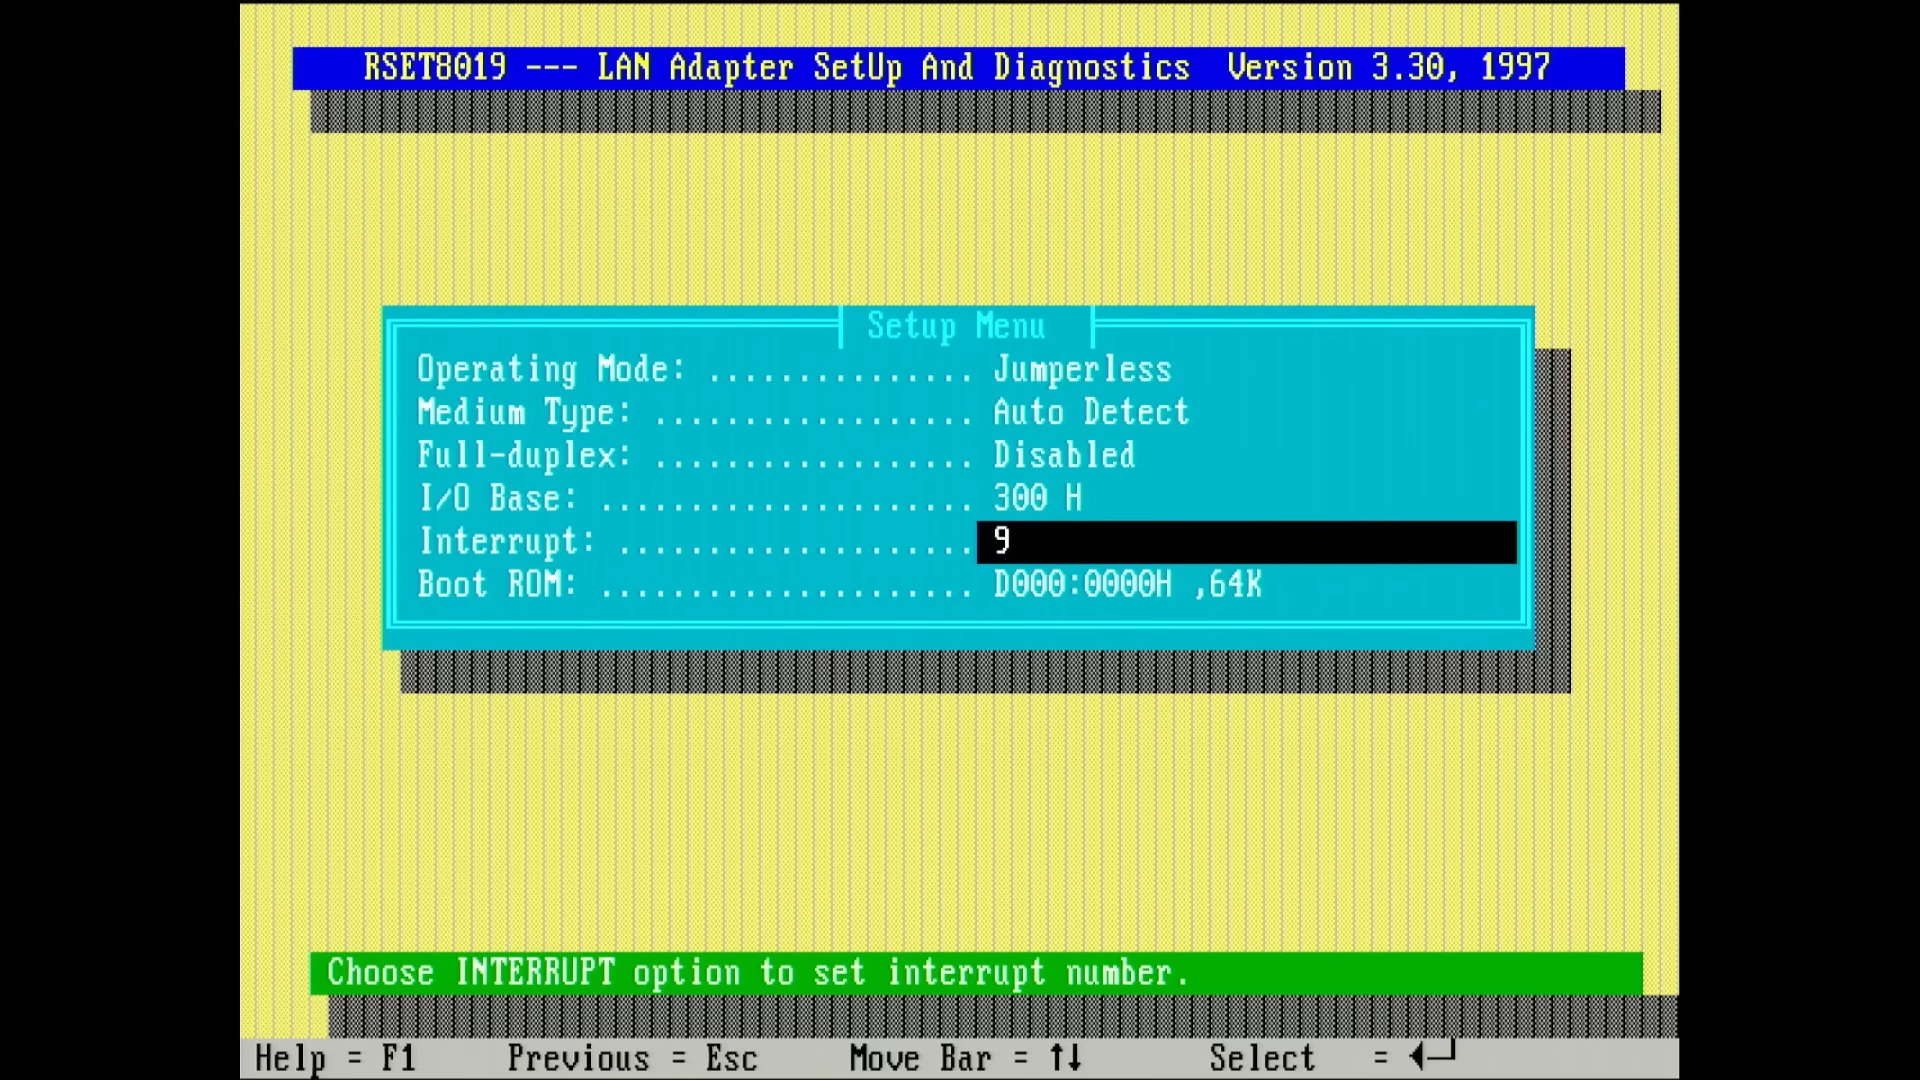 RSET8019 --- LAN Adapter SetUp And Diagnostics Version 3.30, 1997
Setup Menu
Operating Mode: ............... Jumperless
Medium Type: .................. Auto Detect
Full-duplex: .................. Disabled
I/O Base: ..................... 300 H
Interrupt: .................... 9
Boot ROM: ..................... D000:0000H ,64K
Choose INTERRUPT option to set interrupt number.
Help = F1 Previous = Esc Move Bar = ↑↓ Select = ◄─┘